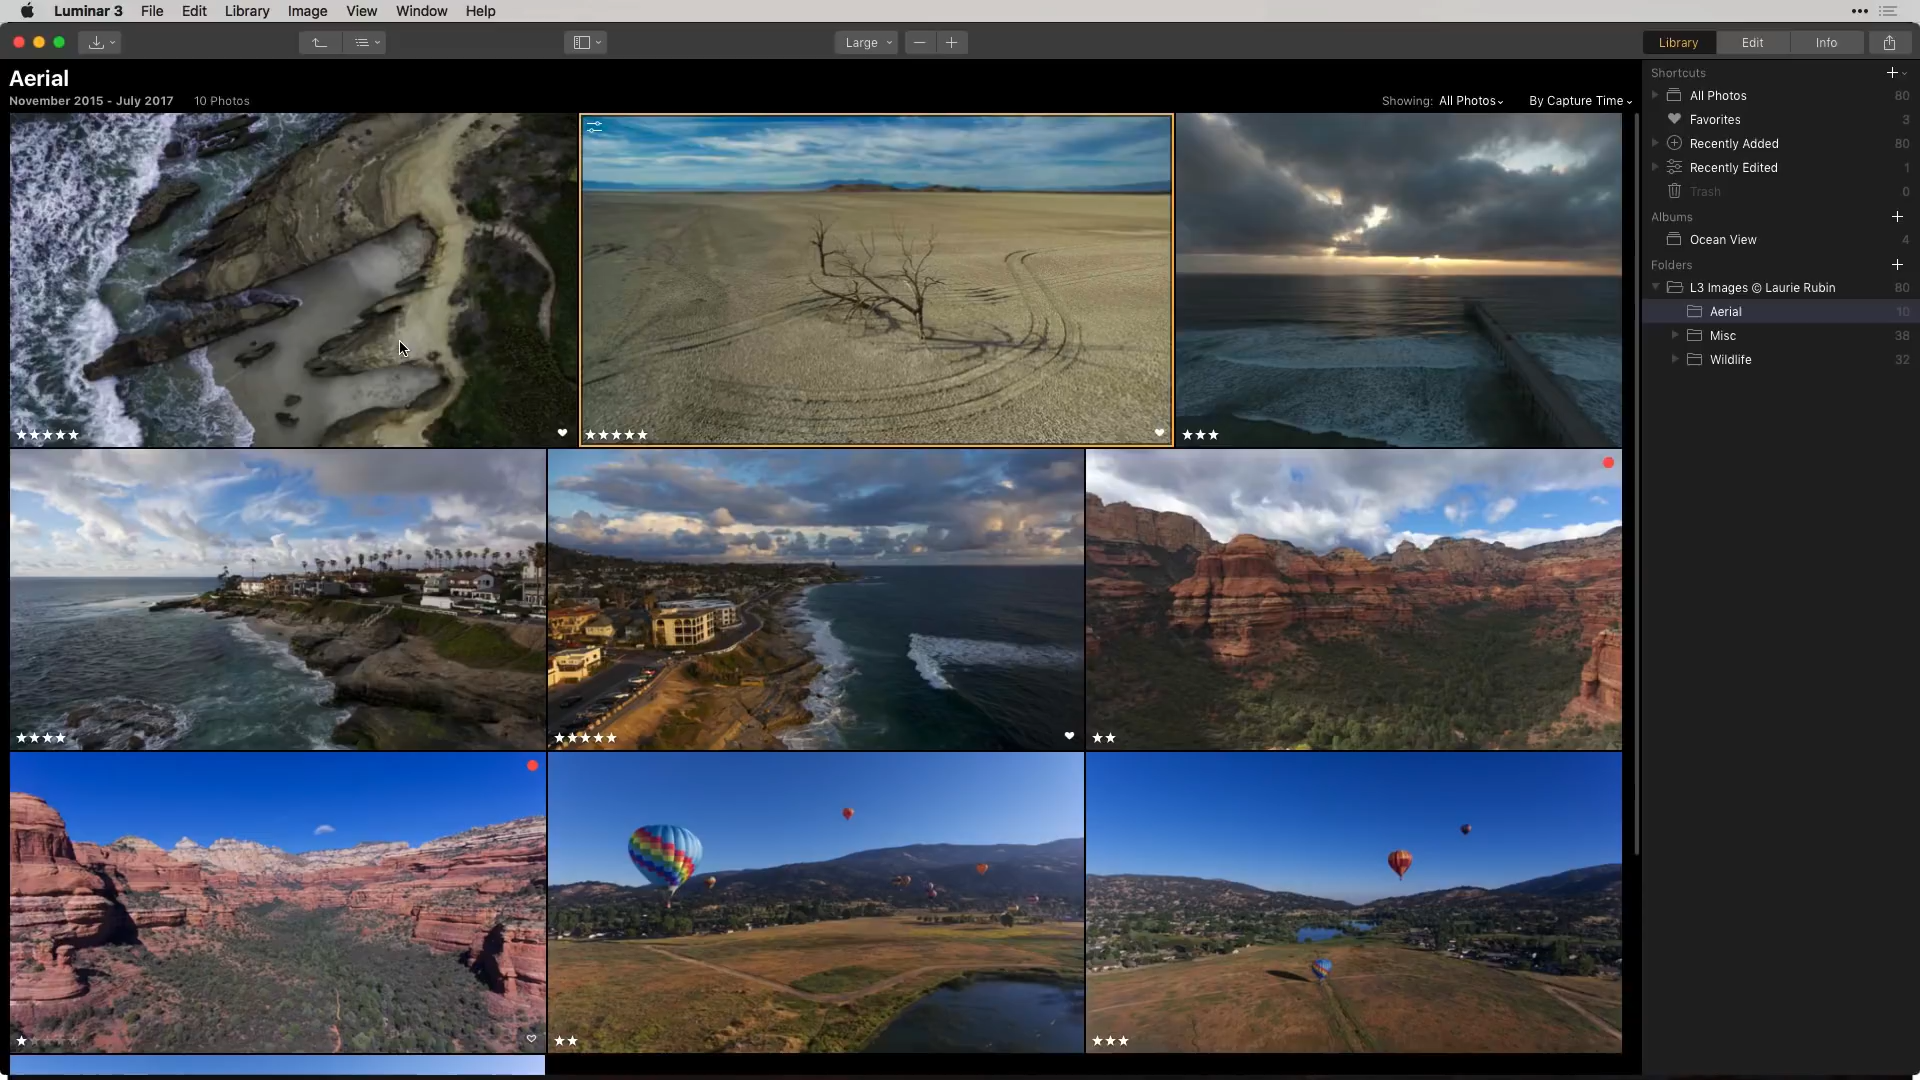 Luminar 3 File Edit Library Image View Window Help
Large Library Edit Info
Aerial
November 2015 - July 2017 10 Photos Showing: All Photos By Capture Time
Shortcuts
All Photos 80
Favorites 3
Recently Added 80
Recently Edited 1
Trash 0
Albums
Ocean View 4
Folders
L3 Images © Laurie Rubin 80
Aerial 10
Misc 38
Wildlife 32